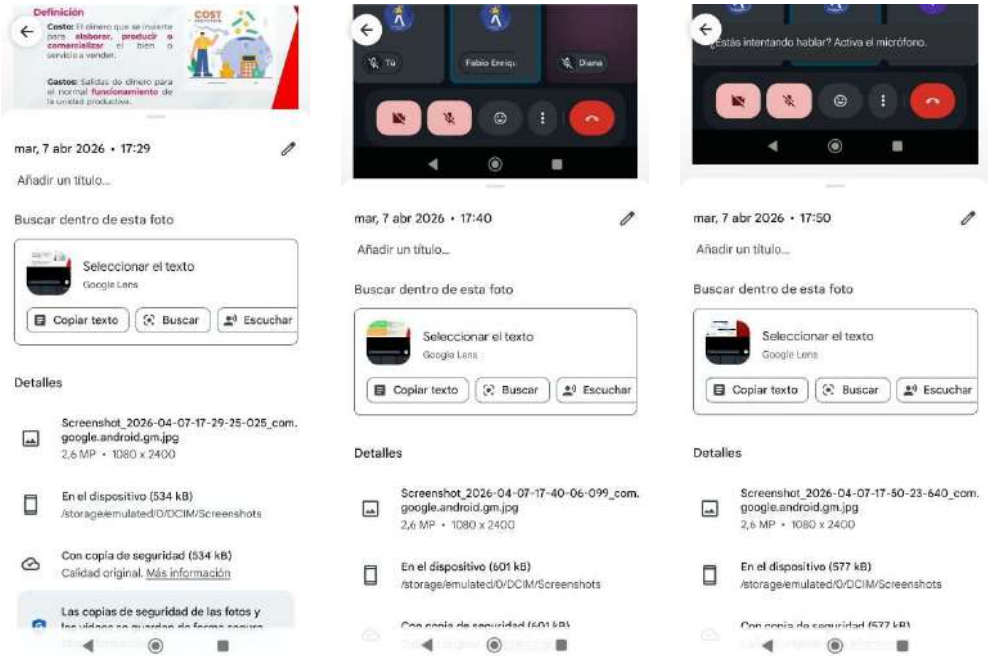 Definición
Costo: El dinero que se invierte
para elaborar, producir o
comercializar el bien o
servicio a vender.
Gastos: Salidas de dinero para
el normal funcionamiento de
la unidad productiva.
COST
mar, 7 abr 2026 • 17:29
Añadir un título...
Buscar dentro de esta foto
Seleccionar el texto
Google Lens
Copiar texto
Buscar
Escuchar
Detalles
Screenshot_2026-04-07-17-29-25-025_com.
google.android.gm.jpg
2,6 MP • 1080 x 2400
En el dispositivo (534 kB)
/storage/emulated/0/DCIM/Screenshots
Con copia de seguridad (534 kB)
Calidad original. Más información
Las copias de seguridad de las fotos y
los vídeos se guardan de forma segura
Tú
Fabio Enriqu
Diana
mar, 7 abr 2026 • 17:40
Añadir un título...
Buscar dentro de esta foto
Seleccionar el texto
Google Lens
Copiar texto
Buscar
Escuchar
Detalles
Screenshot_2026-04-07-17-40-06-099_com.
google.android.gm.jpg
2,6 MP • 1080 x 2400
En el dispositivo (601 kB)
/storage/emulated/0/DCIM/Screenshots
Con copia de seguridad (601 kB)
¿Estás intentando hablar? Activa el micrófono.
mar, 7 abr 2026 • 17:50
Añadir un título...
Buscar dentro de esta foto
Seleccionar el texto
Google Lens
Copiar texto
Buscar
Escuchar
Detalles
Screenshot_2026-04-07-17-50-23-640_com.
google.android.gm.jpg
2,6 MP • 1080 x 2400
En el dispositivo (577 kB)
/storage/emulated/0/DCIM/Screenshots
Con copia de seguridad (577 kB)